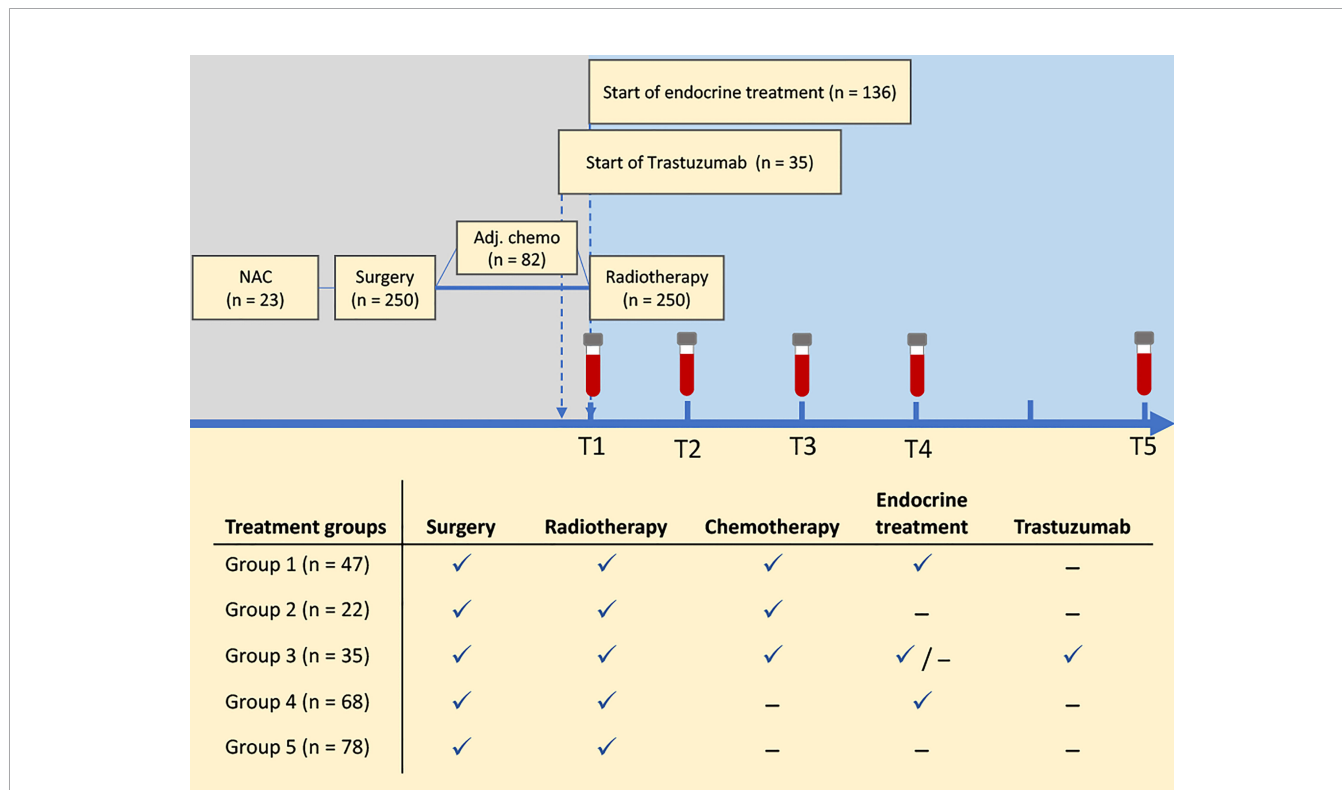 Start of endocrine treatment (n = 136)
Start of Trastuzumab (n = 35)
Adj. chemo
(n = 82)
NAC
(n = 23)
Surgery
(n = 250)
Radiotherapy
(n = 250)
T1 T2 T3 T4 T5
Endocrine
Treatment groups Surgery Radiotherapy Chemotherapy treatment Trastuzumab
Group 1 (n = 47) ✓ ✓ ✓ ✓ –
Group 2 (n = 22) ✓ ✓ ✓ – –
Group 3 (n = 35) ✓ ✓ ✓ ✓ / – ✓
Group 4 (n = 68) ✓ ✓ – ✓ –
Group 5 (n = 78) ✓ ✓ – – –